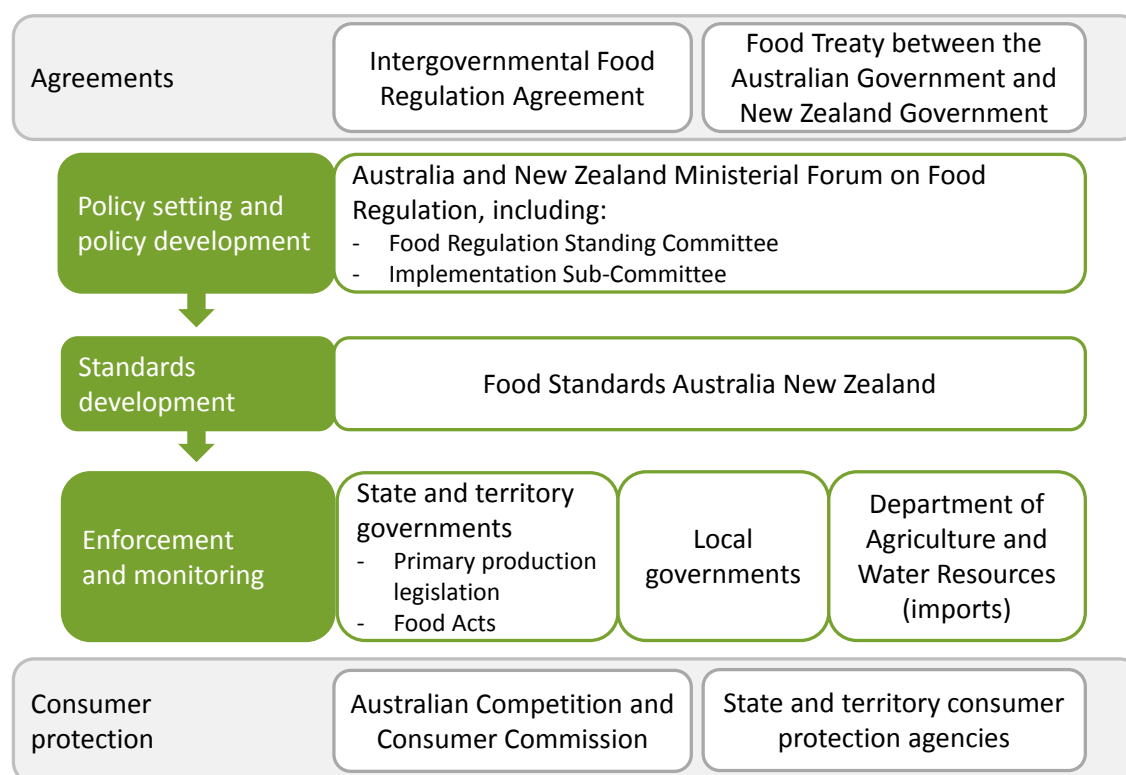 Agreements
Intergovernmental Food
Regulation Agreement
Food Treaty between the
Australian Government and
New Zealand Government
Policy setting and
policy development
Australia and New Zealand Ministerial Forum on Food
Regulation, including:
- Food Regulation Standing Committee
- Implementation Sub-Committee
Standards
development
Food Standards Australia New Zealand
Enforcement
and monitoring
State and territory
governments
- Primary production
legislation
- Food Acts
Local
governments
Department of
Agriculture and
Water Resources
(imports)
Consumer
protection
Australian Competition and
Consumer Commission
State and territory consumer
protection agencies